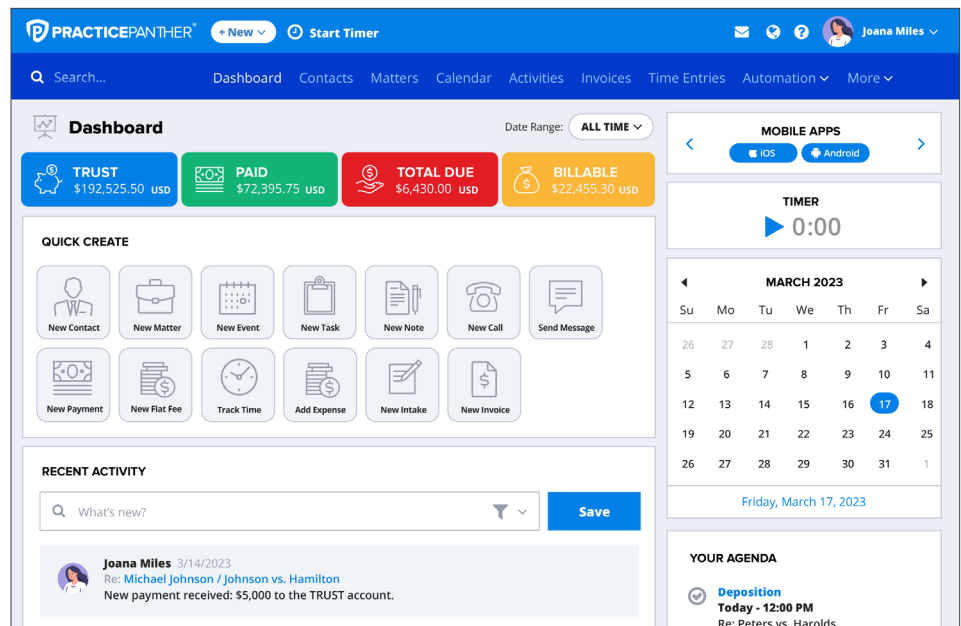 PRACTICEPANTHER®
+ New
Start Timer
Joana Miles
Search...
Dashboard Contacts Matters Calendar Activities Invoices Time Entries Automation More
Dashboard
Date Range: ALL TIME
TRUST
$192,525.50 USD
PAID
$72,395.75 USD
TOTAL DUE
$6,430.00 USD
BILLABLE
$22,455.30 USD
QUICK CREATE
New Contact
New Matter
New Event
New Task
New Note
New Call
Send Message
New Payment
New Flat Fee
Track Time
Add Expense
New Intake
New Invoice
RECENT ACTIVITY
What's new?
Save
Joana Miles 3/14/2023
Re: Michael Johnson / Johnson vs. Hamilton
New payment received: $5,000 to the TRUST account.
MOBILE APPS
iOS
Android
TIMER
0:00
MARCH 2023
Su Mo Tu We Th Fr Sa
26 27 28 1 2 3 4
5 6 7 8 9 10 11
12 13 14 15 16 17 18
19 20 21 22 23 24 25
26 27 28 29 30 31 1
Friday, March 17, 2023
YOUR AGENDA
Deposition
Today - 12:00 PM
Re: Peters vs. Harolds